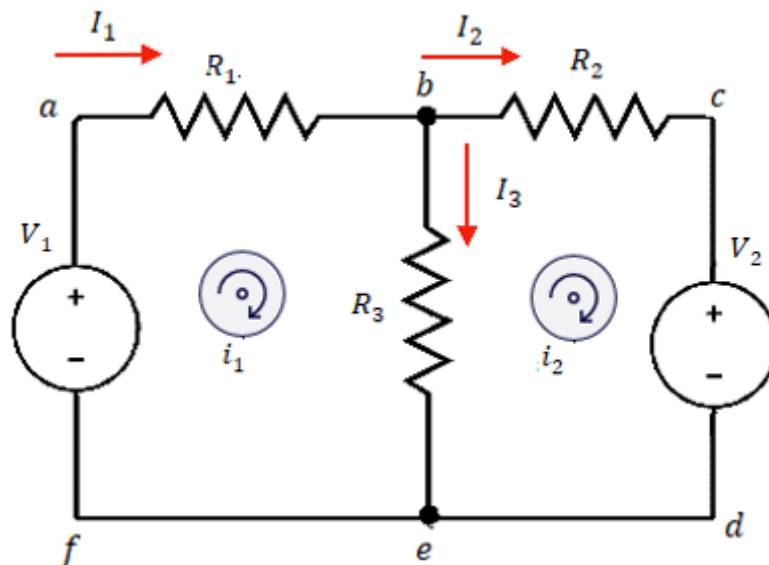 I₁
I₂
R₁.
b
R₂
a
c
I₃
V₁
V₂
+
+
R₃
−
i₁
i₂
−
f
e
d